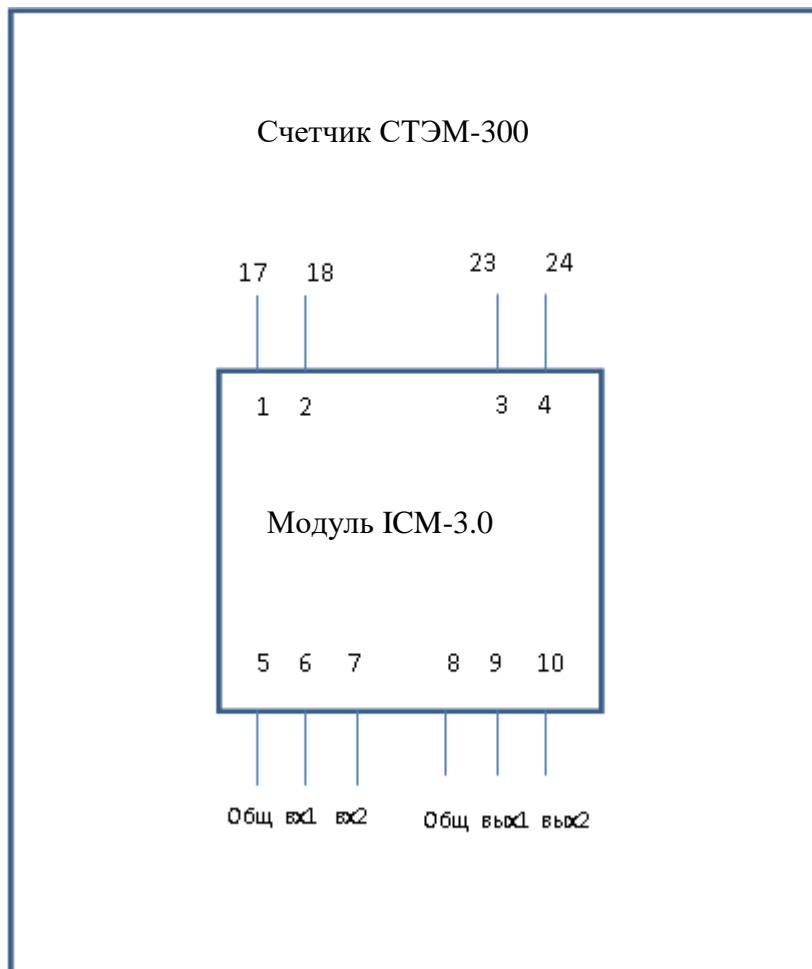 Счетчик СТЭМ-300
17 18 23 24
1 2 3 4
Модуль ICM-3.0
5 6 7 8 9 10
Общ вх1 вх2 Общ вых1 вых2